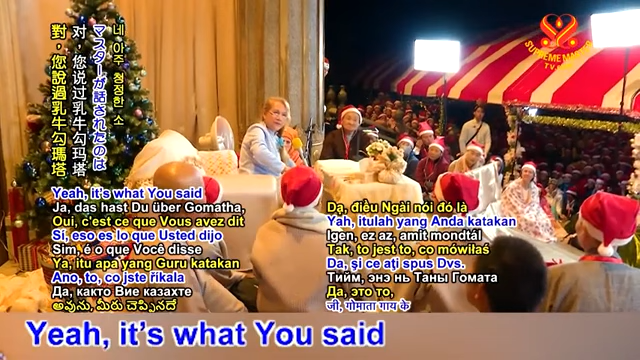 네 아주 청정한 소
マスターが話されたのは
对，您说过乳牛勾玛塔
對，您說過乳牛勾瑪塔
SUPREME MASTER
TV
Yeah, it's what You said
Ja, das hast Du über Gomatha,
Oui, c'est ce que Vous avez dit
Sí, eso es lo que Usted dijo
Sim, é o que Você disse
Ya, itu apa yang Guru katakan
Ano, to, co jste říkala
Да, както Вие казахте
అవును, మీరు చెప్పినదే
Dạ, điều Ngài nói đó là
Yah, itulah yang Anda katakan
Igen, ez az, amit mondtál
Tak, to jest to, co mówiłaś
Da, şi ce aţi spus Dvs.
Тийм, энэ нь Таны Гомата
Да, это то,
जी, गोमाता गाय के
Yeah, it's what You said